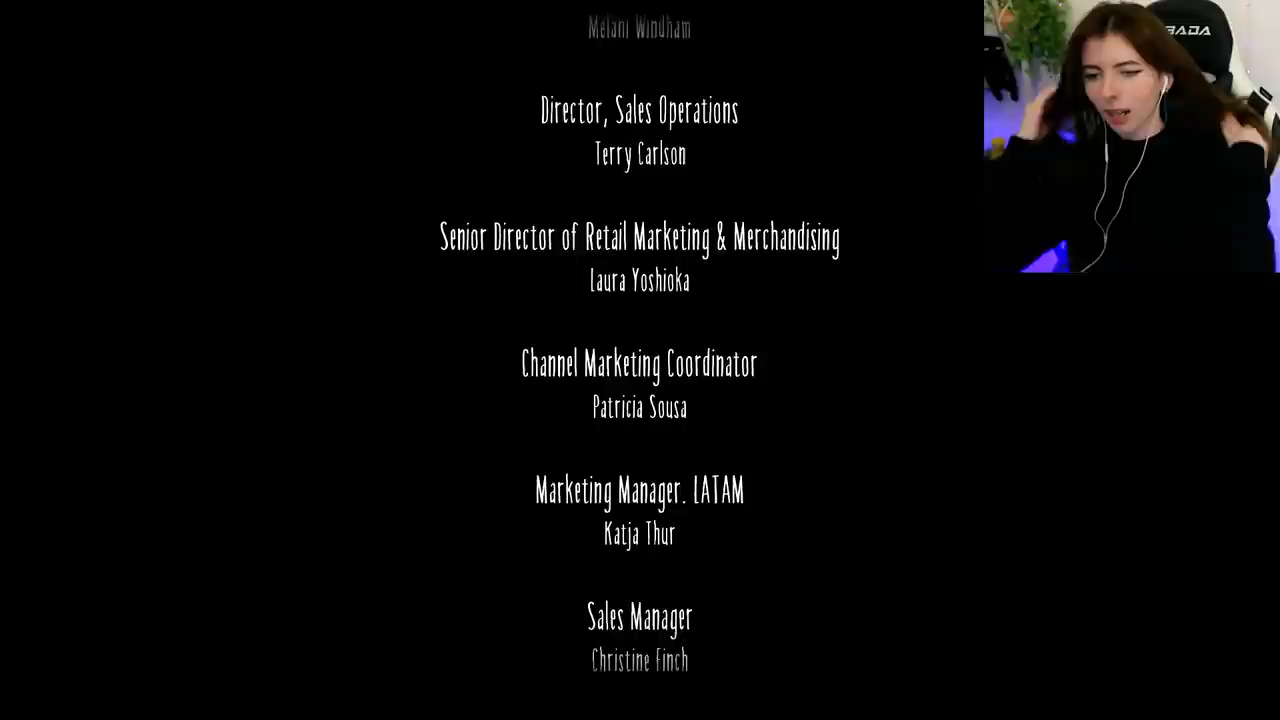 Melani Windham
Director, Sales Operations
Terry Carlson
Senior Director of Retail Marketing & Merchandising
Laura Yoshioka
Channel Marketing Coordinator
Patricia Sousa
Marketing Manager. LATAM
Katja Thur
Sales Manager
Christine Finch